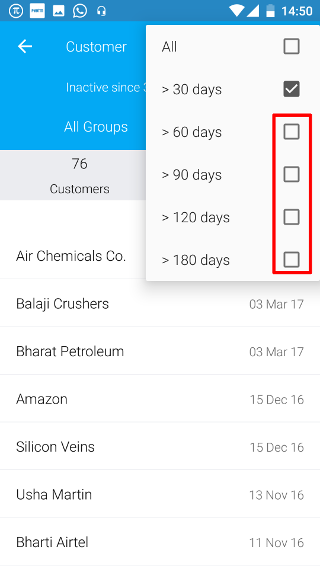 14:50
Customer
Inactive since
All Groups
All
> 30 days
> 60 days
> 90 days
> 120 days
> 180 days
76
Customers
Air Chemicals Co.
Balaji Crushers 03 Mar 17
Bharat Petroleum 03 Mar 17
Amazon 15 Dec 16
Silicon Veins 15 Dec 16
Usha Martin 13 Nov 16
Bharti Airtel 11 Nov 16